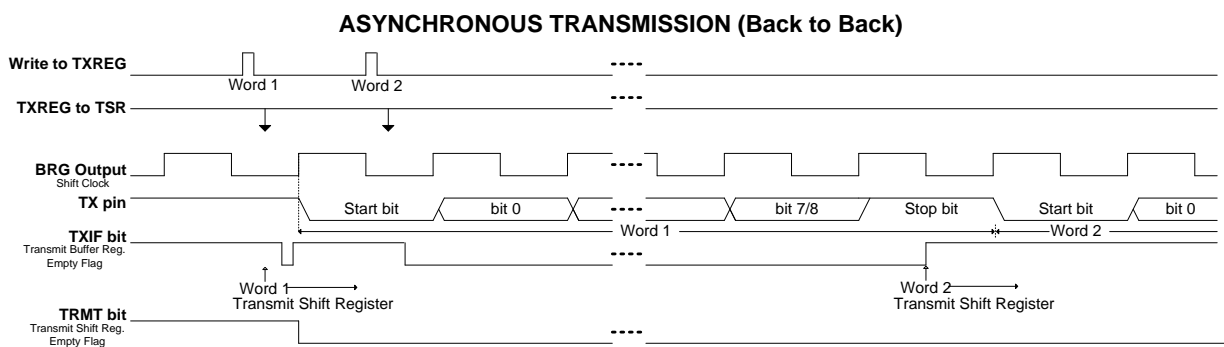 ASYNCHRONOUS TRANSMISSION (Back to Back)
Write to TXREG
Word 1
Word 2
TXREG to TSR
BRG Output
Shift Clock
TX pin
Start bit
bit 0
bit 7/8
Stop bit
Start bit
bit 0
Word 1
Word 2
TXIF bit
Transmit Buffer Reg.
Empty Flag
Word 1
Transmit Shift Register
Word 2
Transmit Shift Register
TRMT bit
Transmit Shift Reg.
Empty Flag